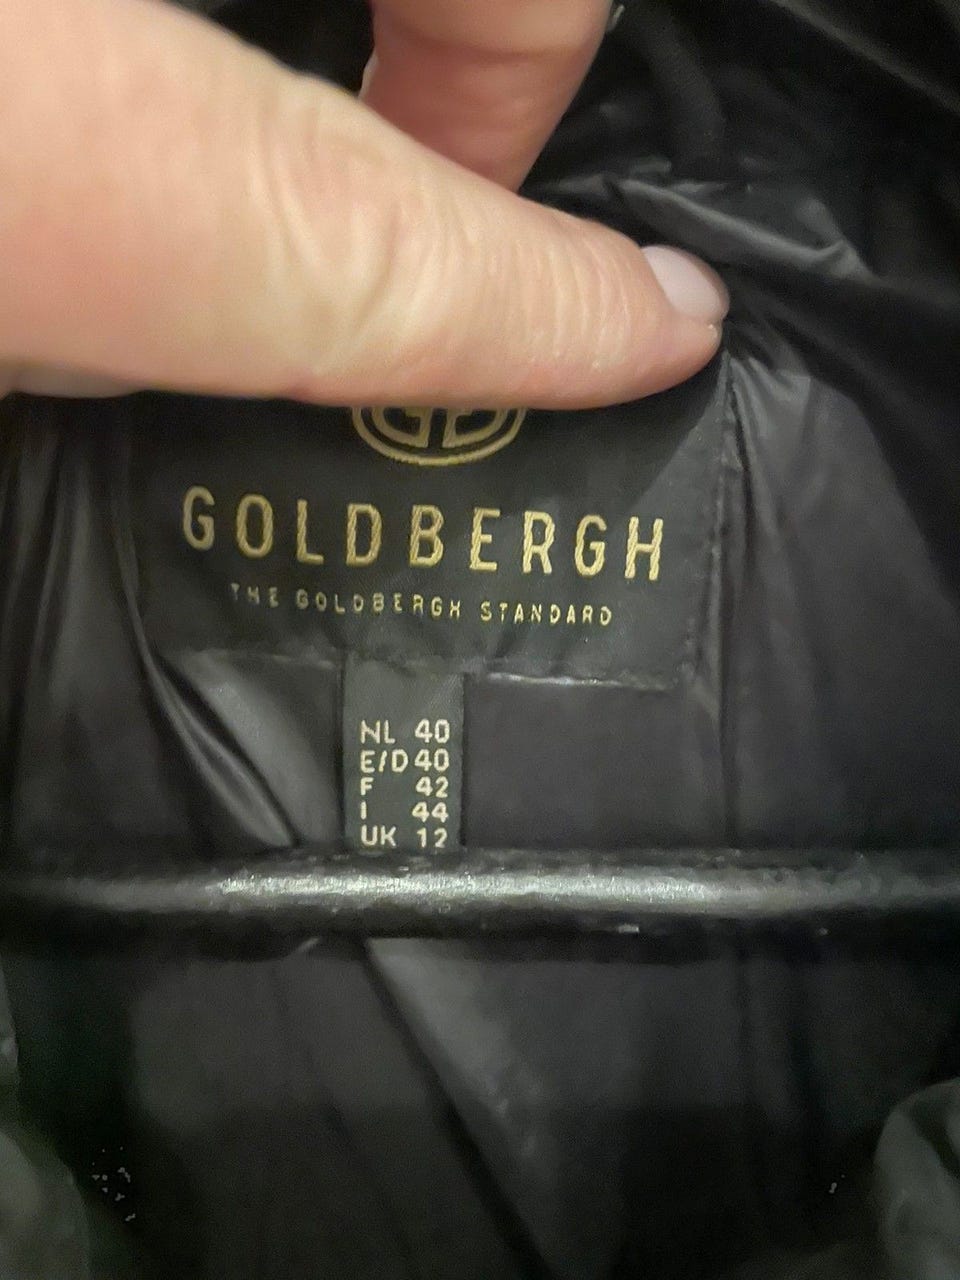 GOLDBERGH
THE GOLDBERGH STANDARD
NL 40
E/D 40
F 42
I 44
UK 12